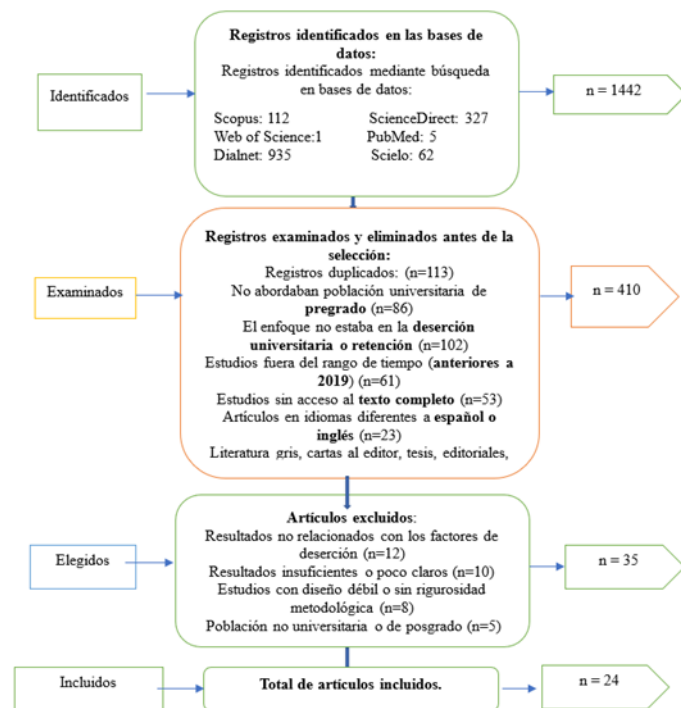 Registros identificados en las bases de
datos:
Registros identificados mediante búsqueda
en bases de datos:
Identificados
n = 1442
Scopus: 112 ScienceDirect: 327
Web of Science:1 PubMed: 5
Dialnet: 935 Scielo: 62
Registros examinados y eliminados antes de la
selección:
Registros duplicados: (n=113)
No abordaban población universitaria de
pregrado (n=86)
Examinados
n = 410
El enfoque no estaba en la deserción
universitaria o retención (n=102)
Estudios fuera del rango de tiempo (anteriores a
2019) (n=61)
Estudios sin acceso al texto completo (n=53)
Artículos en idiomas diferentes a español o
inglés (n=23)
Literatura gris, cartas al editor, tesis, editoriales,
Artículos excluidos:
Resultados no relacionados con los factores de
deserción (n=12)
Elegidos
n = 35
Resultados insuficientes o poco claros (n=10)
Estudios con diseño débil o sin rigurosidad
metodológica (n=8)
Población no universitaria o de posgrado (n=5)
Incluidos
Total de artículos incluidos.
n = 24